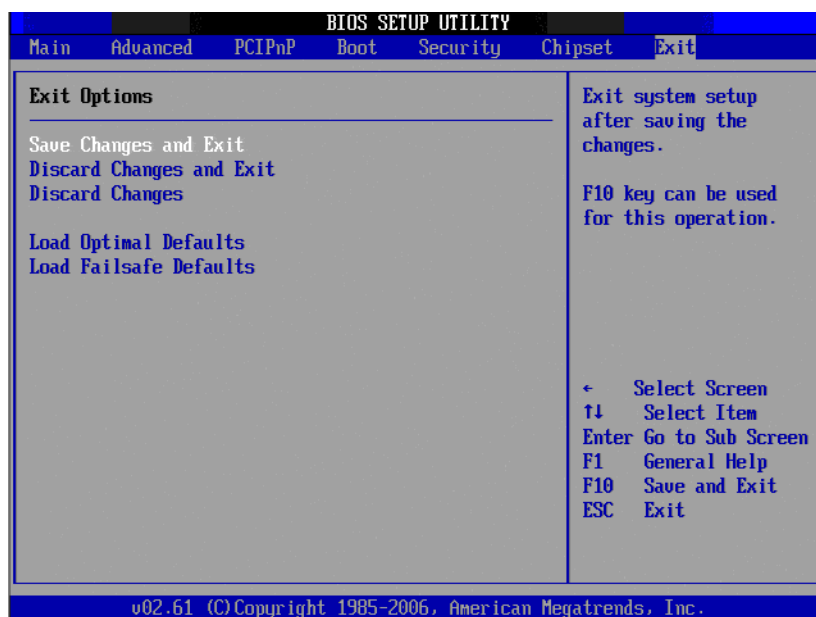 BIOS SETUP UTILITY
Main Advanced PCIPnP Boot Security Chipset Exit
Exit Options
Save Changes and Exit
Discard Changes and Exit
Discard Changes
Load Optimal Defaults
Load Failsafe Defaults
Exit system setup
after saving the
changes.
F10 key can be used
for this operation.
← Select Screen
↑↓ Select Item
Enter Go to Sub Screen
F1 General Help
F10 Save and Exit
ESC Exit
v02.61 (C)Copyright 1985-2006, American Megatrends, Inc.